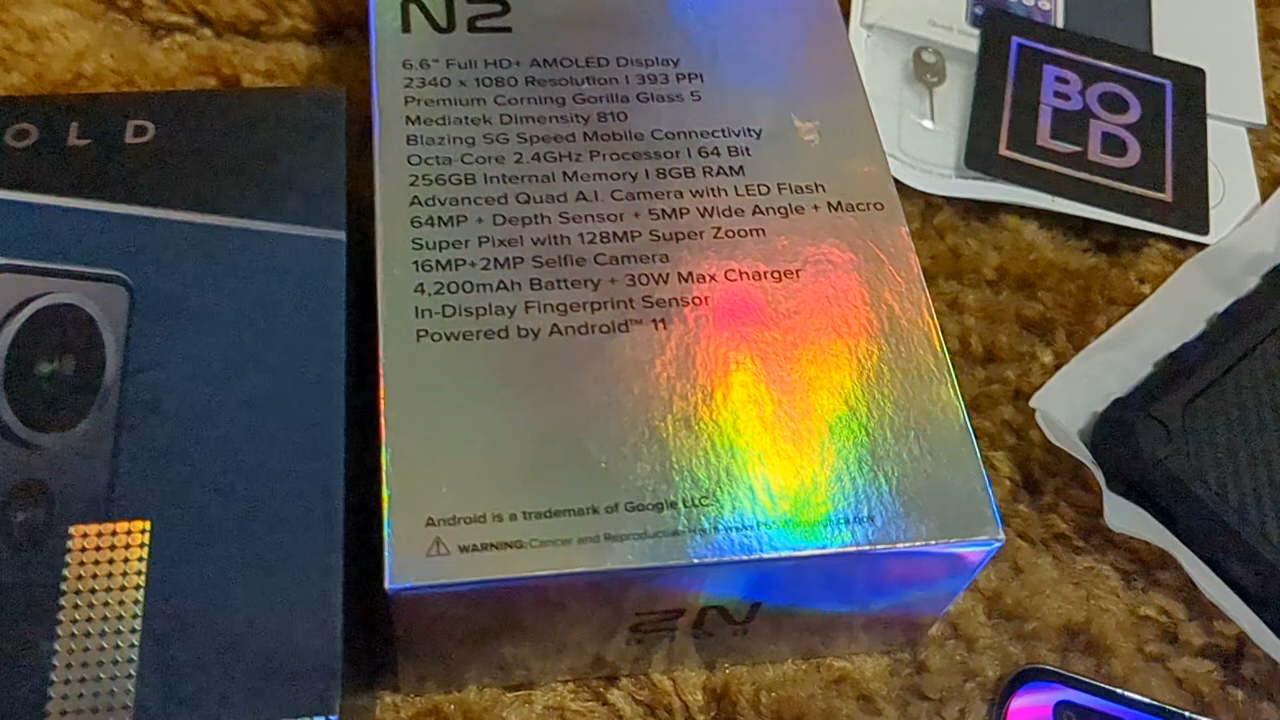 N2
6.6" Full HD+ AMOLED Display
2340 x 1080 Resolution | 393 PPI
Premium Corning Gorilla Glass 5
Mediatek Dimensity 810
Blazing 5G Speed Mobile Connectivity
Octa-Core 2.4GHz Processor | 64 Bit
256GB Internal Memory | 8GB RAM
Advanced Quad A.I. Camera with LED Flash
64MP + Depth Sensor + 5MP Wide Angle + Macro
Super Pixel with 128MP Super Zoom
16MP+2MP Selfie Camera
4,200mAh Battery + 30W Max Charger
In-Display Fingerprint Sensor
Powered by Android™ 11
Android is a trademark of Google LLC.
WARNING: Cancer and Reproductive
N2
OLD
BO
LD